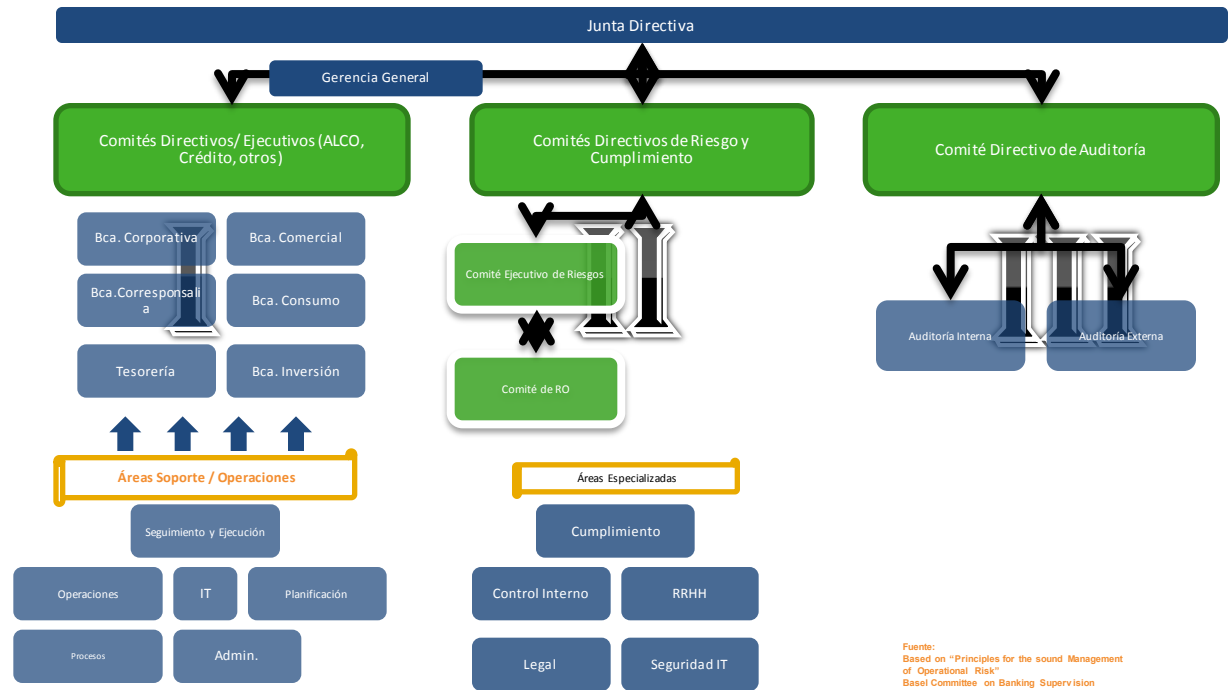 Junta Directiva
Gerencia General
Comités Directivos/ Ejecutivos (ALCO,
Crédito, otros)
Comités Directivos de Riesgo y
Cumplimiento
Comité Directivo de Auditoría
I
II
III
Bca. Corporativa
Bca. Comercial
Bca.Corresponsali
a
Bca. Consumo
Tesorería
Bca. Inversión
Comité Ejecutivo de Riesgos
Comité de RO
Auditoría Interna
Auditoría Externa
Áreas Soporte / Operaciones
Seguimiento y Ejecución
Operaciones
IT
Planificación
Procesos
Admin.
Áreas Especializadas
Cumplimiento
Control Interno
RRHH
Legal
Seguridad IT
Fuente:
Based on “Principles for the sound Management
of Operational Risk”
Basel Committee on Banking Supervision